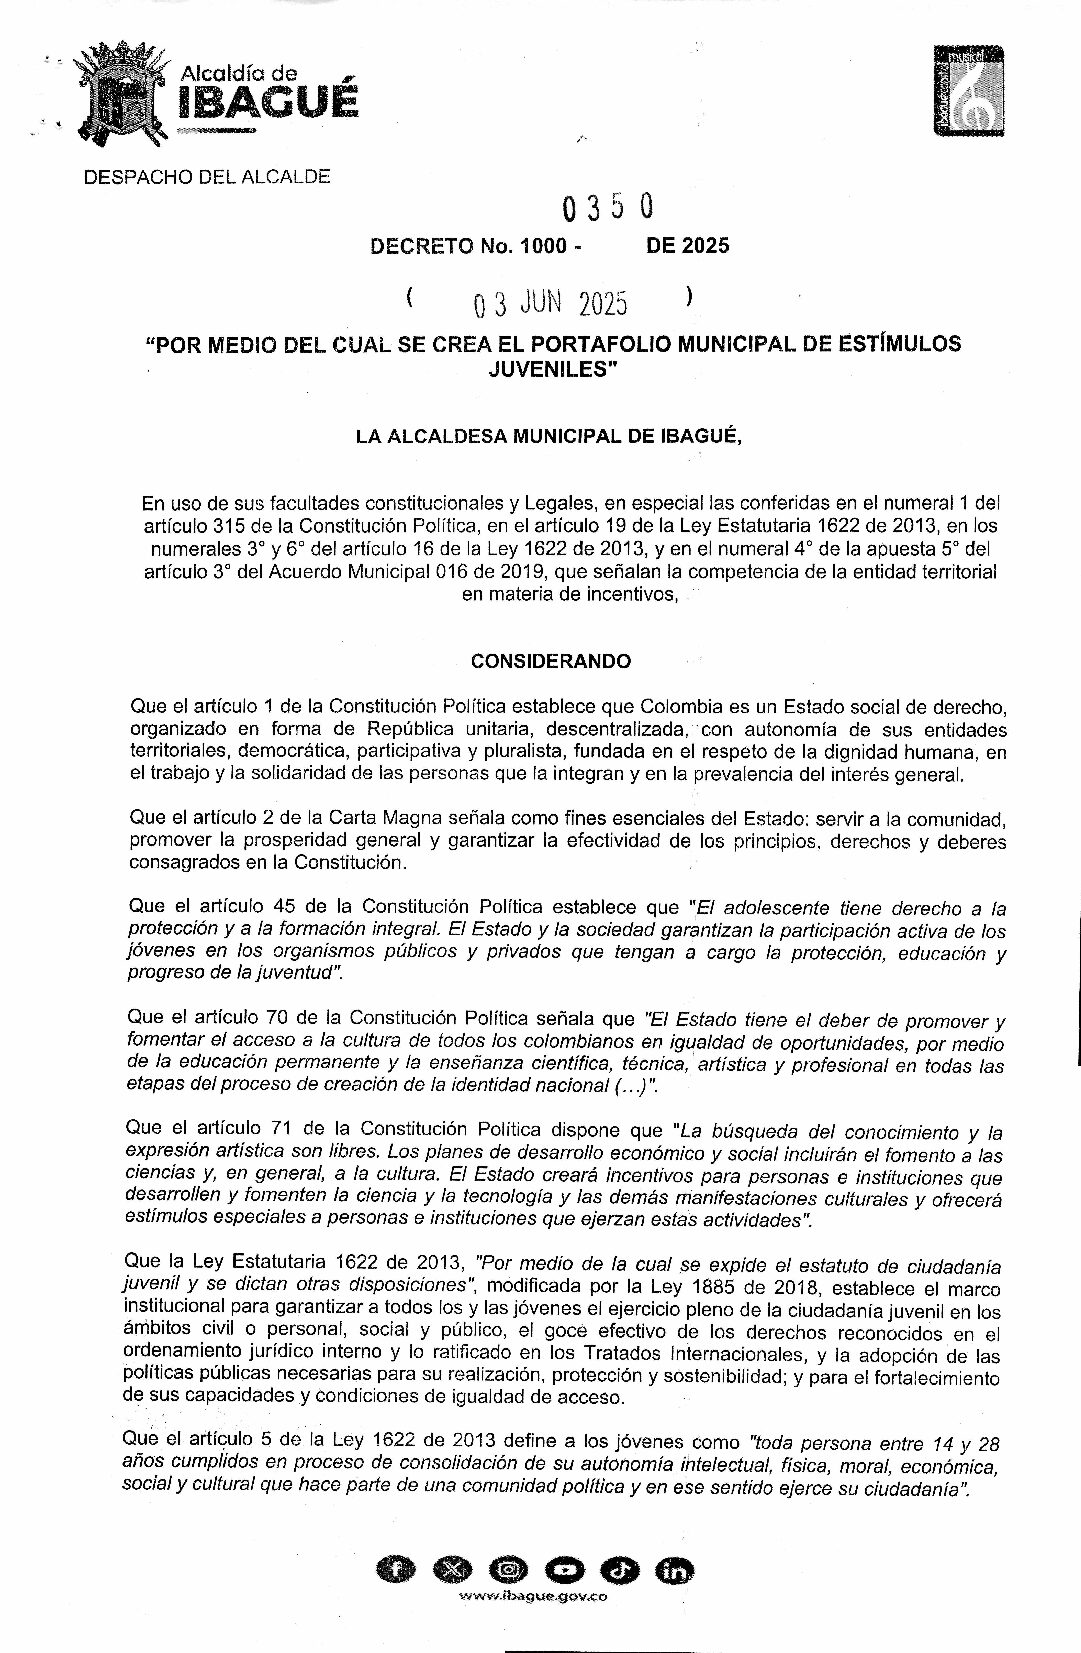 Alcaldía de
IBAGUÉ
musical
DESPACHO DEL ALCALDE
0350
DECRETO No. 1000 - DE 2025
( 03 JUN 2025 )
“POR MEDIO DEL CUAL SE CREA EL PORTAFOLIO MUNICIPAL DE ESTÍMULOS
JUVENILES"
LA ALCALDESA MUNICIPAL DE IBAGUÉ,
En uso de sus facultades constitucionales y Legales, en especial las conferidas en el numeral 1 del
artículo 315 de la Constitución Política, en el artículo 19 de la Ley Estatutaria 1622 de 2013, en los
numerales 3° y 6° del artículo 16 de la Ley 1622 de 2013, y en el numeral 4° de la apuesta 5° del
artículo 3° del Acuerdo Municipal 016 de 2019, que señalan la competencia de la entidad territorial
en materia de incentivos,
CONSIDERANDO
Que el artículo 1 de la Constitución Política establece que Colombia es un Estado social de derecho,
organizado en forma de República unitaria, descentralizada, con autonomía de sus entidades
territoriales, democrática, participativa y pluralista, fundada en el respeto de la dignidad humana, en
el trabajo y la solidaridad de las personas que la integran y en la prevalencia del interés general.
Que el artículo 2 de la Carta Magna señala como fines esenciales del Estado: servir a la comunidad,
promover la prosperidad general y garantizar la efectividad de los principios, derechos y deberes
consagrados en la Constitución.
Que el artículo 45 de la Constitución Política establece que "El adolescente tiene derecho a la
protección y a la formación integral. El Estado y la sociedad garantizan la participación activa de los
jóvenes en los organismos públicos y privados que tengan a cargo la protección, educación y
progreso de la juventud".
Que el artículo 70 de la Constitución Política señala que "El Estado tiene el deber de promover y
fomentar el acceso a la cultura de todos los colombianos en igualdad de oportunidades, por medio
de la educación permanente y la enseñanza científica, técnica, artística y profesional en todas las
etapas del proceso de creación de la identidad nacional (...)".
Que el artículo 71 de la Constitución Política dispone que "La búsqueda del conocimiento y la
expresión artística son libres. Los planes de desarrollo económico y social incluirán el fomento a las
ciencias y, en general, a la cultura. El Estado creará incentivos para personas e instituciones que
desarrollen y fomenten la ciencia y la tecnología y las demás manifestaciones culturales y ofrecerá
estímulos especiales a personas e instituciones que ejerzan estas actividades".
Que la Ley Estatutaria 1622 de 2013, "Por medio de la cual se expide el estatuto de ciudadanía
juvenil y se dictan otras disposiciones", modificada por la Ley 1885 de 2018, establece el marco
institucional para garantizar a todos los y las jóvenes el ejercicio pleno de la ciudadanía juvenil en los
ámbitos civil o personal, social y público, el goce efectivo de los derechos reconocidos en el
ordenamiento jurídico interno y lo ratificado en los Tratados Internacionales, y la adopción de las
políticas públicas necesarias para su realización, protección y sostenibilidad; y para el fortalecimiento
de sus capacidades y condiciones de igualdad de acceso.
Que el artículo 5 de la Ley 1622 de 2013 define a los jóvenes como "toda persona entre 14 y 28
años cumplidos en proceso de consolidación de su autonomía intelectual, física, moral, económica,
social y cultural que hace parte de una comunidad política y en ese sentido ejerce su ciudadanía".
www.ibague.gov.co